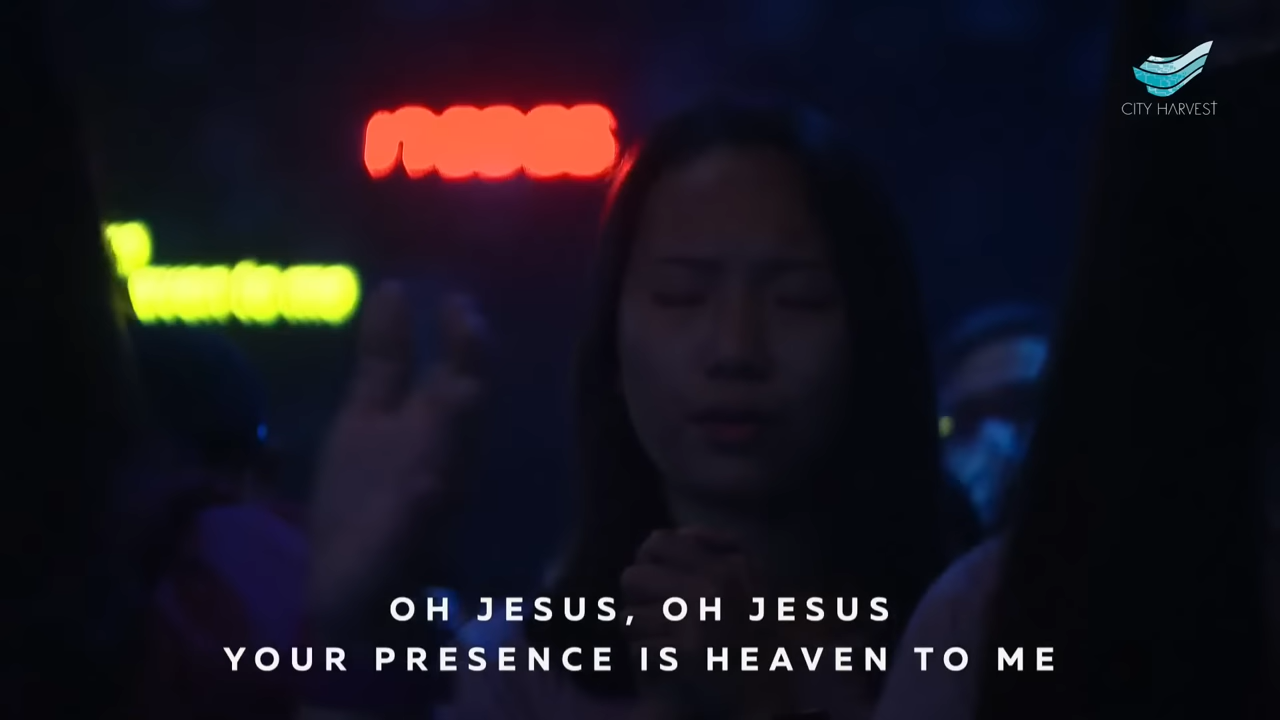 CITY HARVEST
OH JESUS, OH JESUS
YOUR PRESENCE IS HEAVEN TO ME